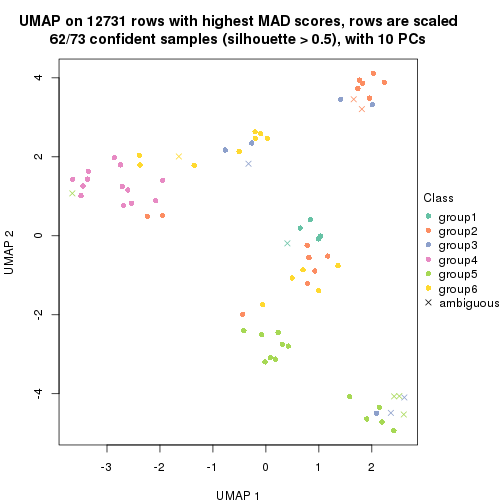 UMAP on 12731 rows with highest MAD scores, rows are scaled
62/73 confident samples (silhouette > 0.5), with 10 PCs
UMAP 2
4
2
0
-2
-4
-3
-2
-1
0
1
2
UMAP 1
Class
group1
group2
group3
group4
group5
group6
ambiguous